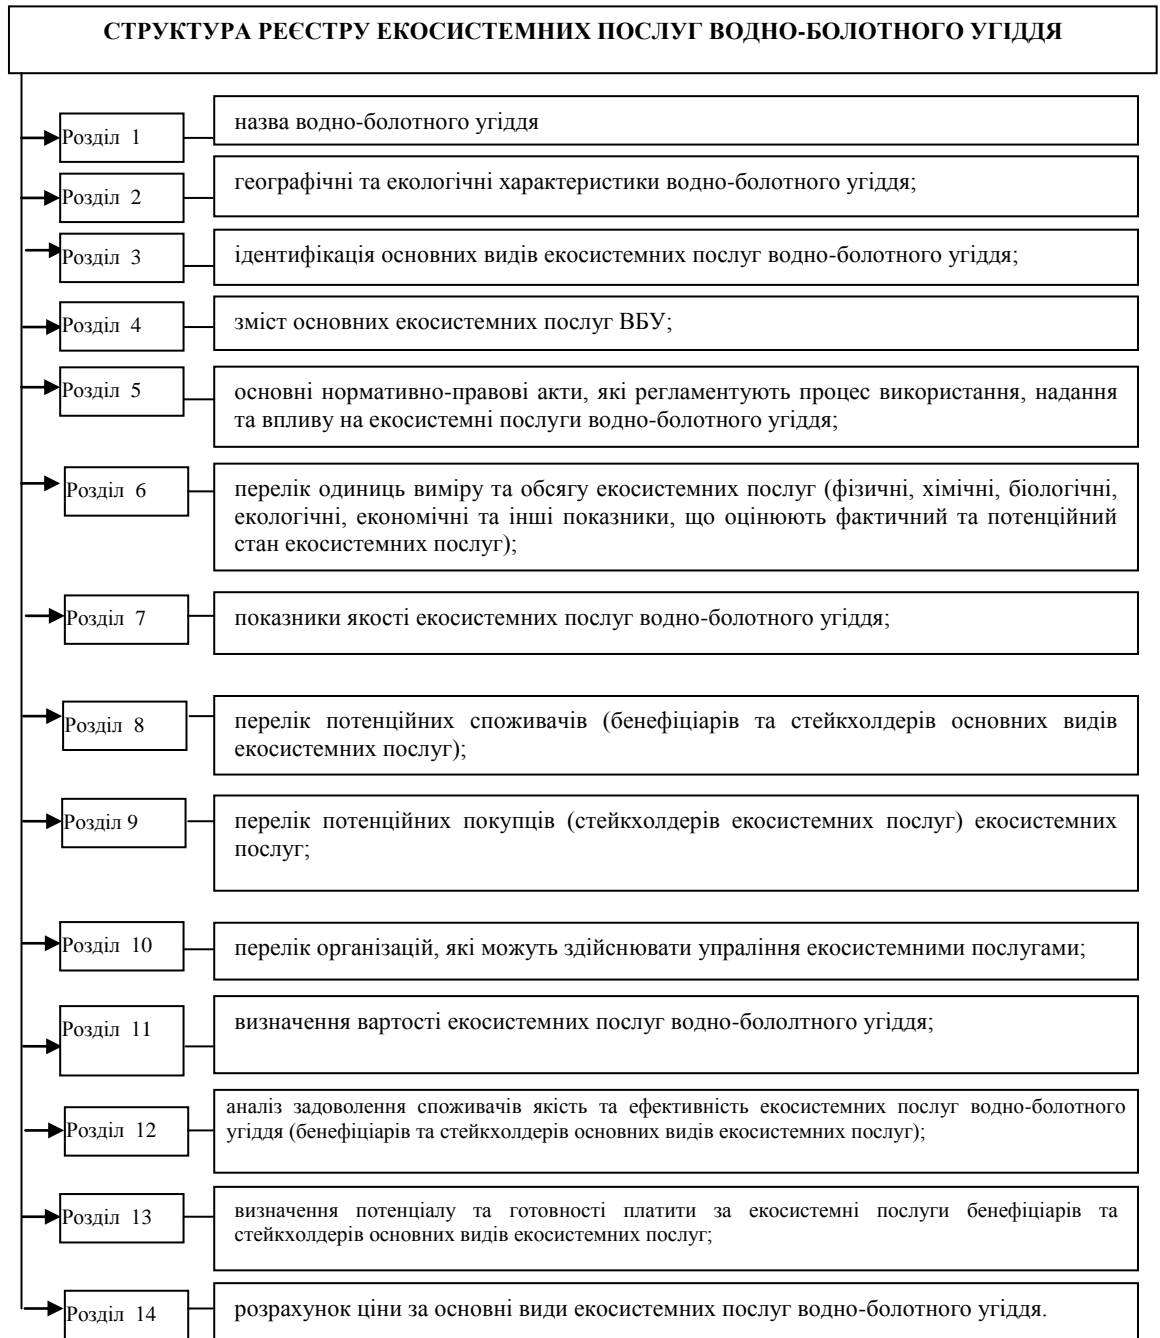 СТРУКТУРА РЕЄСТРУ ЕКОСИСТЕМНИХ ПОСЛУГ ВОДНО-БОЛОТНОГО УГІДДЯ
Розділ 1
назва водно-болотного угіддя
Розділ 2
географічні та екологічні характеристики водно-болотного угіддя;
Розділ 3
ідентифікація основних видів екосистемних послуг водно-болотного угіддя;
Розділ 4
зміст основних екосистемних послуг ВБУ;
Розділ 5
основні нормативно-правові акти, які регламентують процес використання, надання
та впливу на екосистемні послуги водно-болотного угіддя;
Розділ 6
перелік одиниць виміру та обсягу екосистемних послуг (фізичні, хімічні, біологічні,
екологічні, економічні та інші показники, що оцінюють фактичний та потенційний
стан екосистемних послуг);
Розділ 7
показники якості екосистемних послуг водно-болотного угіддя;
Розділ 8
перелік потенційних споживачів (бенефіціарів та стейкхолдерів основних видів
екосистемних послуг);
Розділ 9
перелік потенційних покупців (стейкхолдерів екосистемних послуг) екосистемних
послуг;
Розділ 10
перелік організацій, які можуть здійснювати упраління екосистемними послугами;
Розділ 11
визначення вартості екосистемних послуг водно-бололтного угіддя;
Розділ 12
аналіз задоволення споживачів якість та ефективність екосистемних послуг водно-болотного
угіддя (бенефіціарів та стейкхолдерів основних видів екосистемних послуг);
Розділ 13
визначення потенціалу та готовності платити за екосистемні послуги бенефіціарів та
стейкхолдерів основних видів екосистемних послуг;
Розділ 14
розрахунок ціни за основні види екосистемних послуг водно-болотного угіддя.